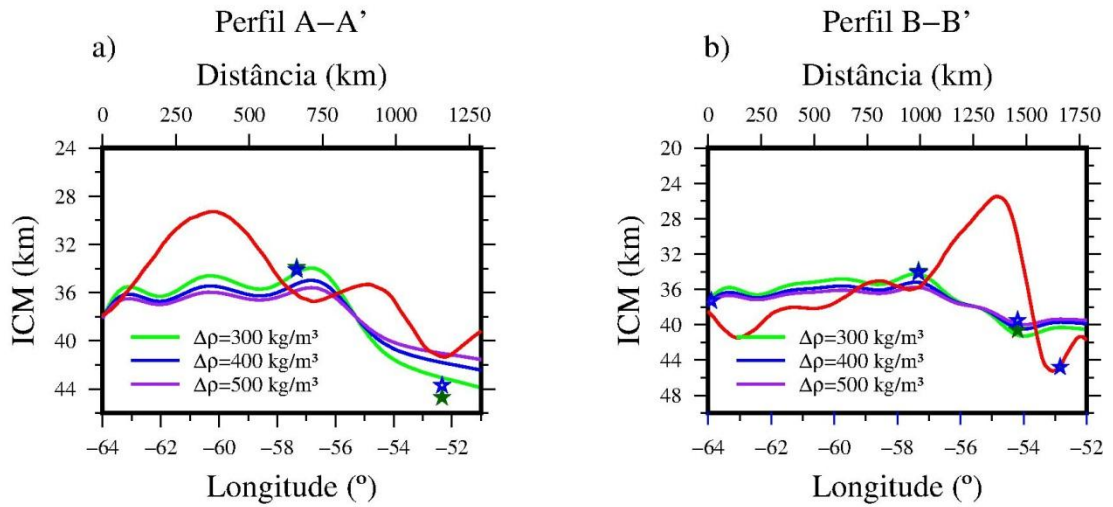 Perfil A−A’
a)
Distância (km)
0 250 500 750 1000 1250
24
28
32
36
40
44
ICM (km)
Δρ=300 kg/m³
Δρ=400 kg/m³
Δρ=500 kg/m³
−64 −62 −60 −58 −56 −54 −52
Longitude (º)
Perfil B−B’
b)
Distância (km)
0 250 500 750 1000 1250 1500 1750
20
24
28
32
36
40
44
48
ICM (km)
Δρ=300 kg/m³
Δρ=400 kg/m³
Δρ=500 kg/m³
−64 −62 −60 −58 −56 −54 −52
Longitude (º)